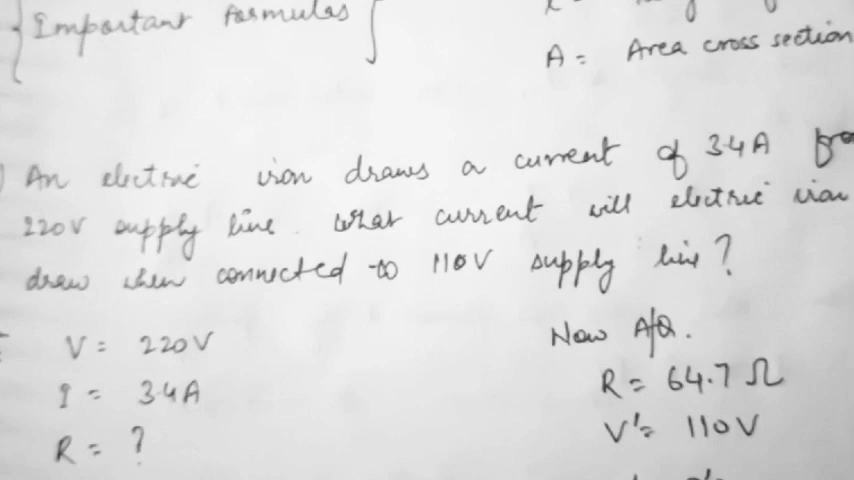 Important Formulas
A = Area cross section
An electric iron draws a current of 3.4A from
220V supply line. What current will electric iron
draw when connected to 110V supply line?
V = 220V
I = 3.4A
R = ?
Now A/Q.
R = 64.7 Ω
V' = 110V